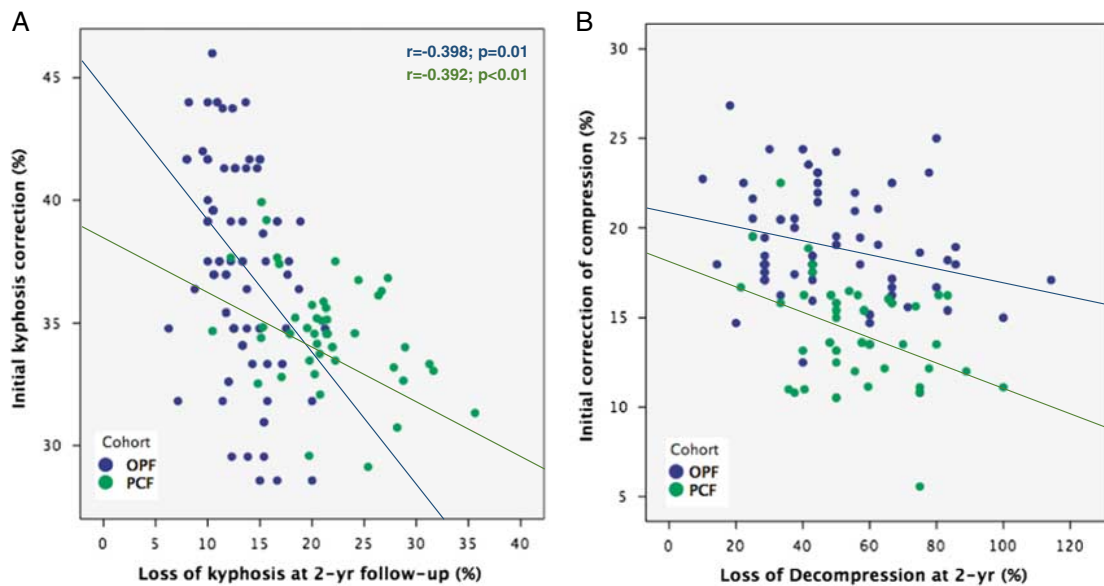 A
r=-0.398; p=0.01
r=-0.392; p<0.01
Initial kyphosis correction (%)
45
40
35
30
Cohort
OPF
PCF
0 5 10 15 20 25 30 35 40
Loss of kyphosis at 2-yr follow-up (%)
B
Initial correction of compression (%)
30
25
20
15
10
5
Cohort
OPF
PCF
0 20 40 60 80 100 120
Loss of Decompression at 2-yr (%)